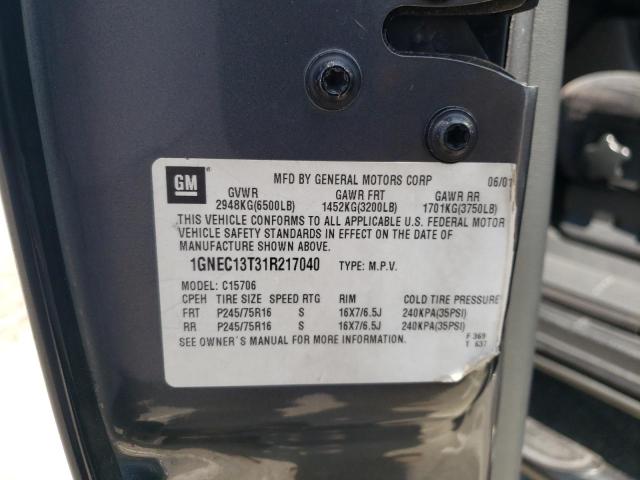 GM MFD BY GENERAL MOTORS CORP 06/01
GVWR GAWR FRT GAWR RR
2948KG(6500LB) 1452KG(3200LB) 1701KG(3750LB)
THIS VEHICLE CONFORMS TO ALL APPLICABLE U.S. FEDERAL MOTOR
VEHICLE SAFETY STANDARDS IN EFFECT ON THE DATE OF
MANUFACTURE SHOWN ABOVE.
1GNEC13T31R217040 TYPE: M.P.V.
MODEL: C15706
CPEH TIRE SIZE SPEED RTG RIM COLD TIRE PRESSURE
FRT P245/75R16 S 16X7/6.5J 240KPA(35PSI)
RR P245/75R16 S 16X7/6.5J 240KPA(35PSI)
SEE OWNER'S MANUAL FOR MORE INFORMATION.
F 369
T 637